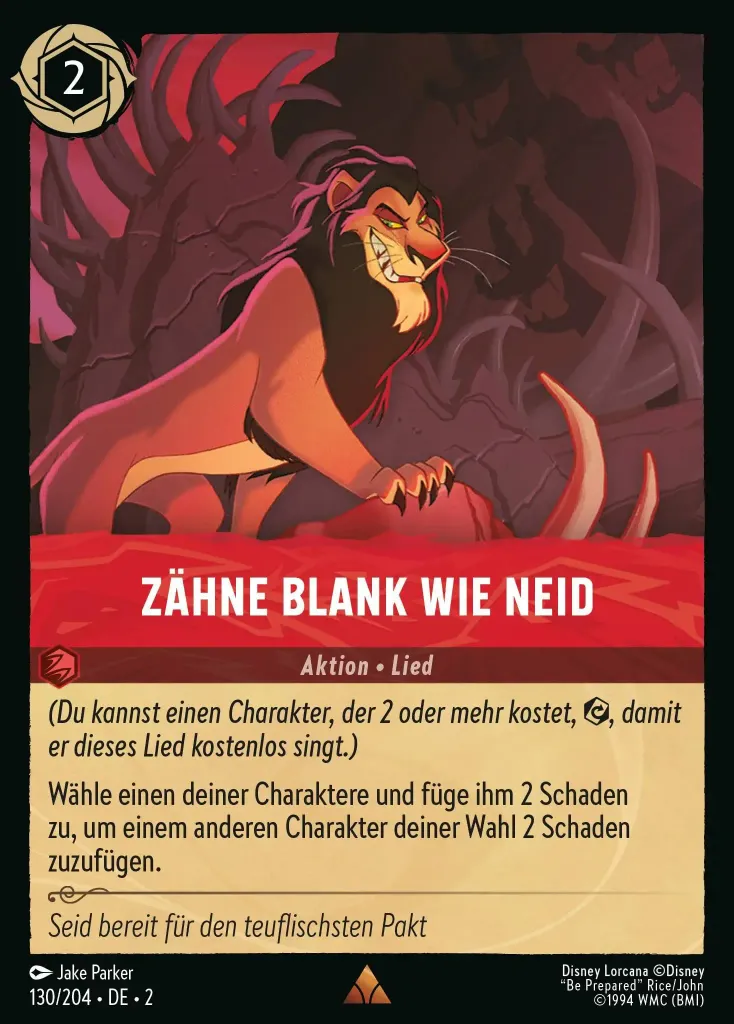 2
ZÄHNE BLANK WIE NEID
Aktion • Lied
(Du kannst einen Charakter, der 2 oder mehr kostet, , damit
er dieses Lied kostenlos singt.)
Wähle einen deiner Charaktere und füge ihm 2 Schaden
zu, um einem anderen Charakter deiner Wahl 2 Schaden
zuzufügen.
Seid bereit für den teuflischsten Pakt
Jake Parker
130/204 • DE • 2
Disney Lorcana ©Disney
“Be Prepared” Rice/John
©1994 WMC (BMI)